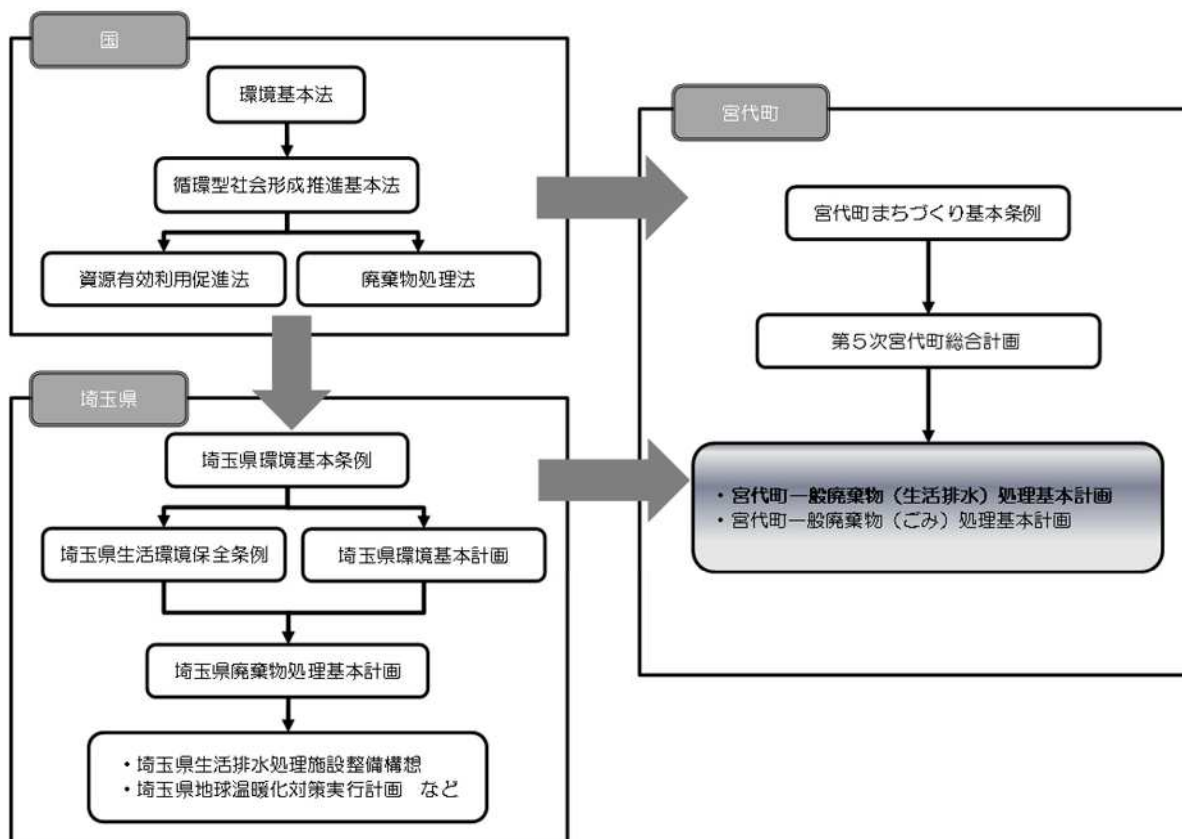 国
環境基本法
循環型社会形成推進基本法
資源有効利用促進法
廃棄物処理法
埼玉県
埼玉県環境基本条例
埼玉県生活環境保全条例
埼玉県環境基本計画
埼玉県廃棄物処理基本計画
・埼玉県生活排水処理施設整備構想
・埼玉県地球温暖化対策実行計画　など
宮代町
宮代町まちづくり基本条例
第５次宮代町総合計画
・宮代町一般廃棄物（生活排水）処理基本計画
・宮代町一般廃棄物（ごみ）処理基本計画